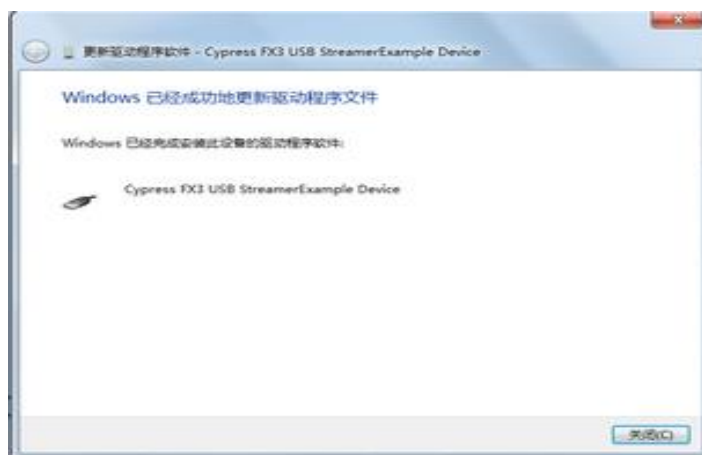 更新驱动程序软件 - Cypress FX3 USB StreamerExample Device
Windows 已经成功地更新驱动程序文件
Windows 已经完成安装此设备的驱动程序软件:
Cypress FX3 USB StreamerExample Device
关闭(C)